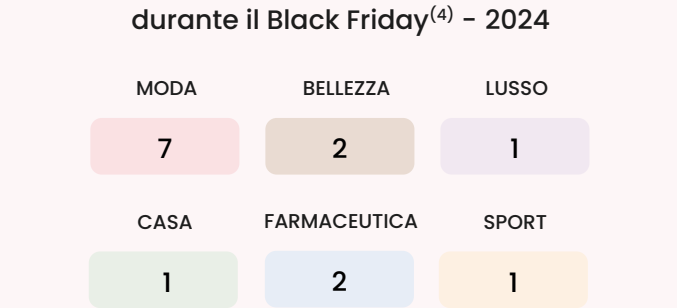 durante il Black Friday(4) - 2024
MODA BELLEZZA LUSSO
7 2 1
CASA FARMACEUTICA SPORT
1 2 1